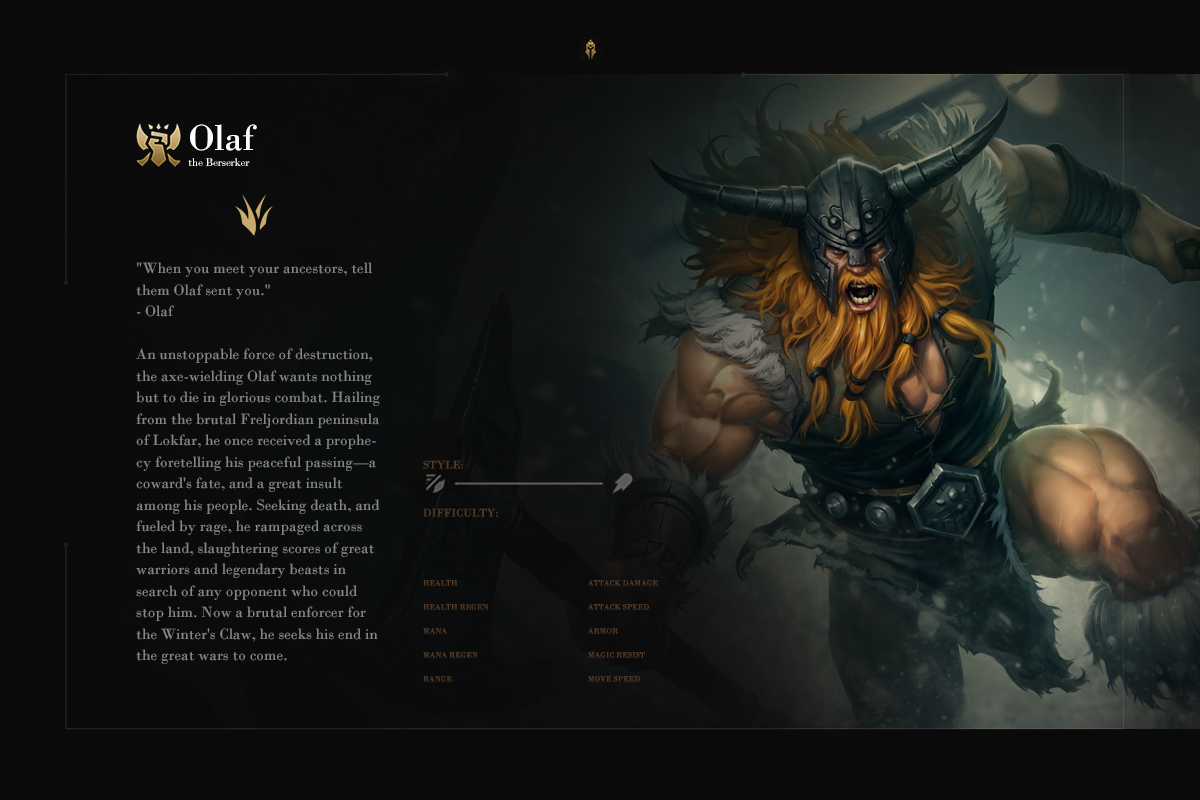 Olaf
the Berserker
"When you meet your ancestors, tell
them Olaf sent you."
- Olaf
An unstoppable force of destruction,
the axe-wielding Olaf wants nothing
but to die in glorious combat. Hailing
from the brutal Freljordian peninsula
of Lokfar, he once received a prophe-
cy foretelling his peaceful passing—a
coward's fate, and a great insult
among his people. Seeking death, and
fueled by rage, he rampaged across
the land, slaughtering scores of great
warriors and legendary beasts in
search of any opponent who could
stop him. Now a brutal enforcer for
the Winter's Claw, he seeks his end in
the great wars to come.
STYLE:
DIFFICULTY:
HEALTH
HEALTH REGEN
MANA
MANA REGEN
RANGE
ATTACK DAMAGE
ATTACK SPEED
ARMOR
MAGIC RESIST
MOVE SPEED